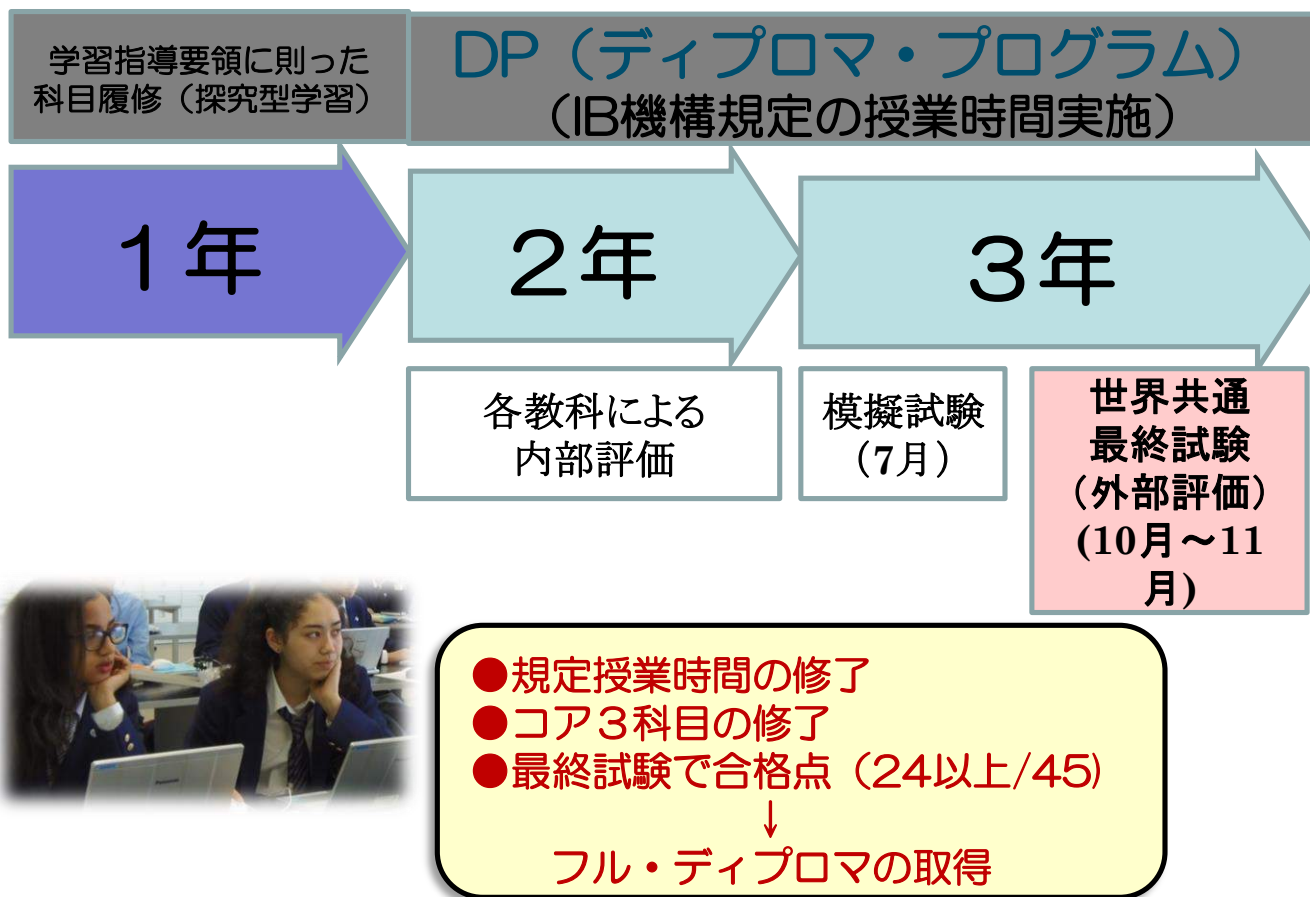 学習指導要領に則った
科目履修（探究型学習）
DP（ディプロマ・プログラム）
（IB機構規定の授業時間実施）
１年
２年
３年
各教科による
内部評価
模擬試験
（7月）
世界共通
最終試験
（外部評価）
(10月～11
月)
●規定授業時間の修了
●コア３科目の修了
●最終試験で合格点（24以上/45)
↓
フル・ディプロマの取得
Panasonic